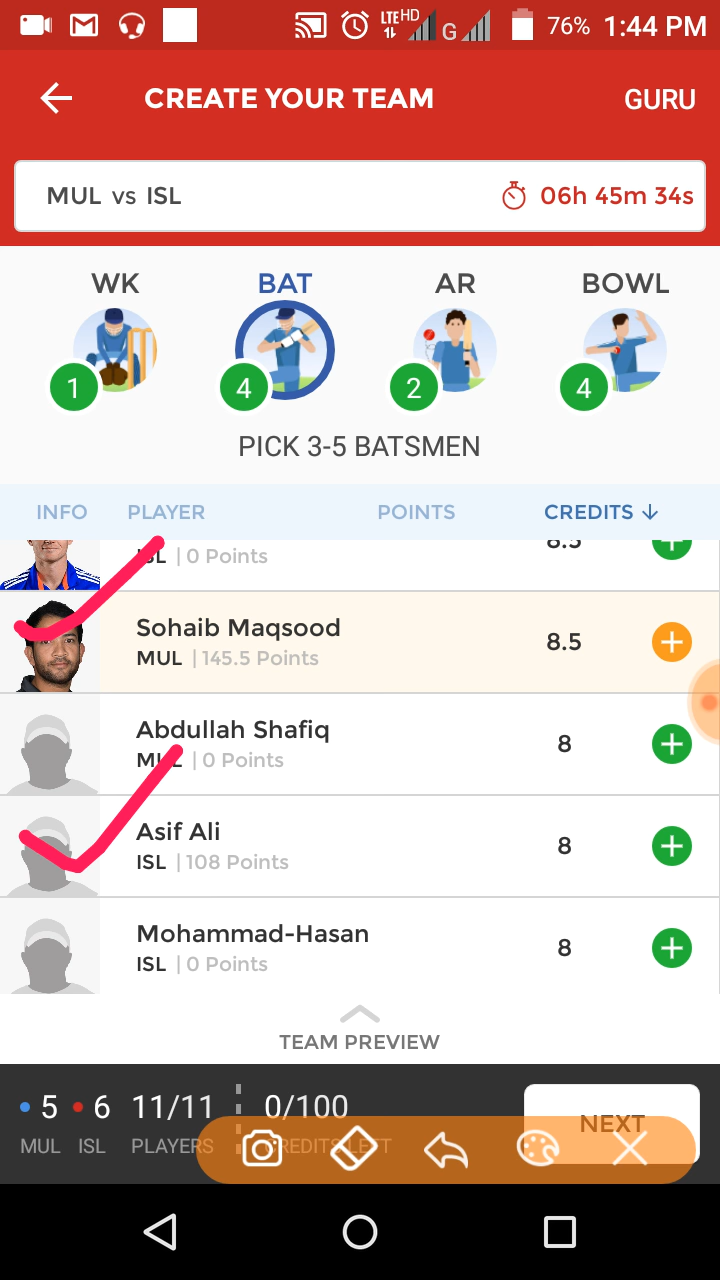 LTE HD G 76% 1:44 PM
CREATE YOUR TEAM GURU
MUL vs ISL 06h 45m 34s
WK BAT AR BOWL
1 4 2 4
PICK 3-5 BATSMEN
INFO PLAYER POINTS CREDITS
ISL | 0 Points 8.5
Sohaib Maqsood
MUL | 145.5 Points 8.5
Abdullah Shafiq
MUL | 0 Points 8
Asif Ali
ISL | 108 Points 8
Mohammad-Hasan
ISL | 0 Points 8
TEAM PREVIEW
5 6 11/11 0/100 NEXT
MUL ISL PLAYERS CREDITS LEFT